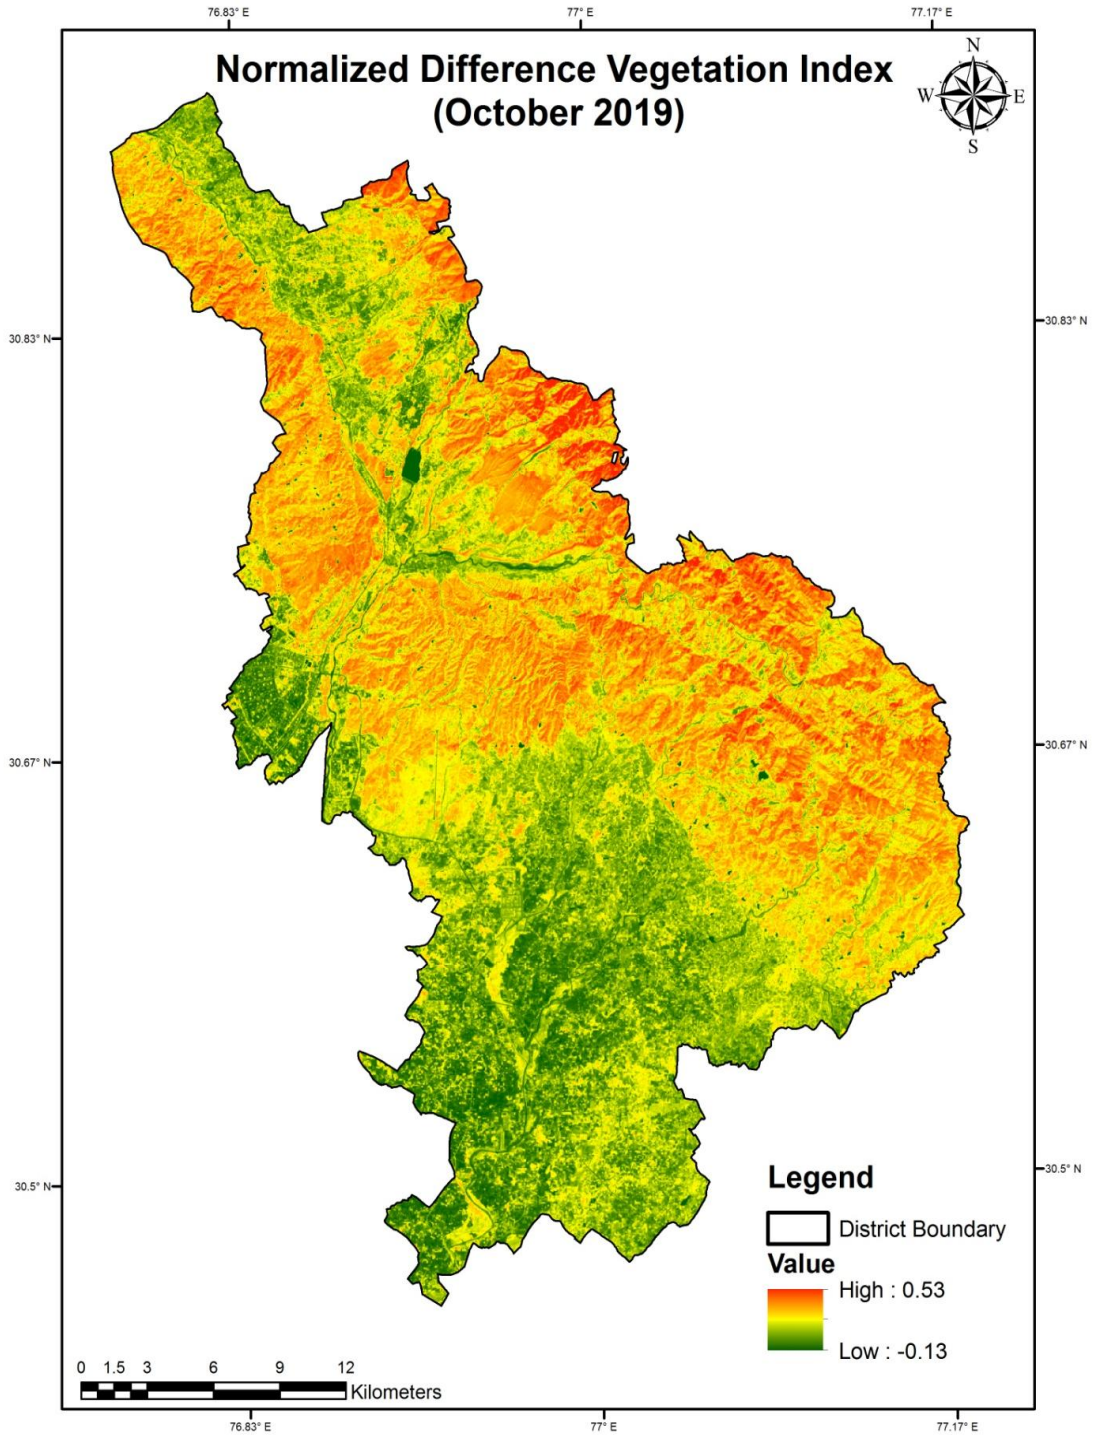 76.83° E 77° E 77.17° E
Normalized Difference Vegetation Index
(October 2019)
N
W E
S
30.83° N 30.83° N
30.67° N 30.67° N
30.5° N 30.5° N
Legend
District Boundary
Value
High : 0.53
Low : -0.13
0 1.5 3 6 9 12
Kilometers
76.83° E 77° E 77.17° E